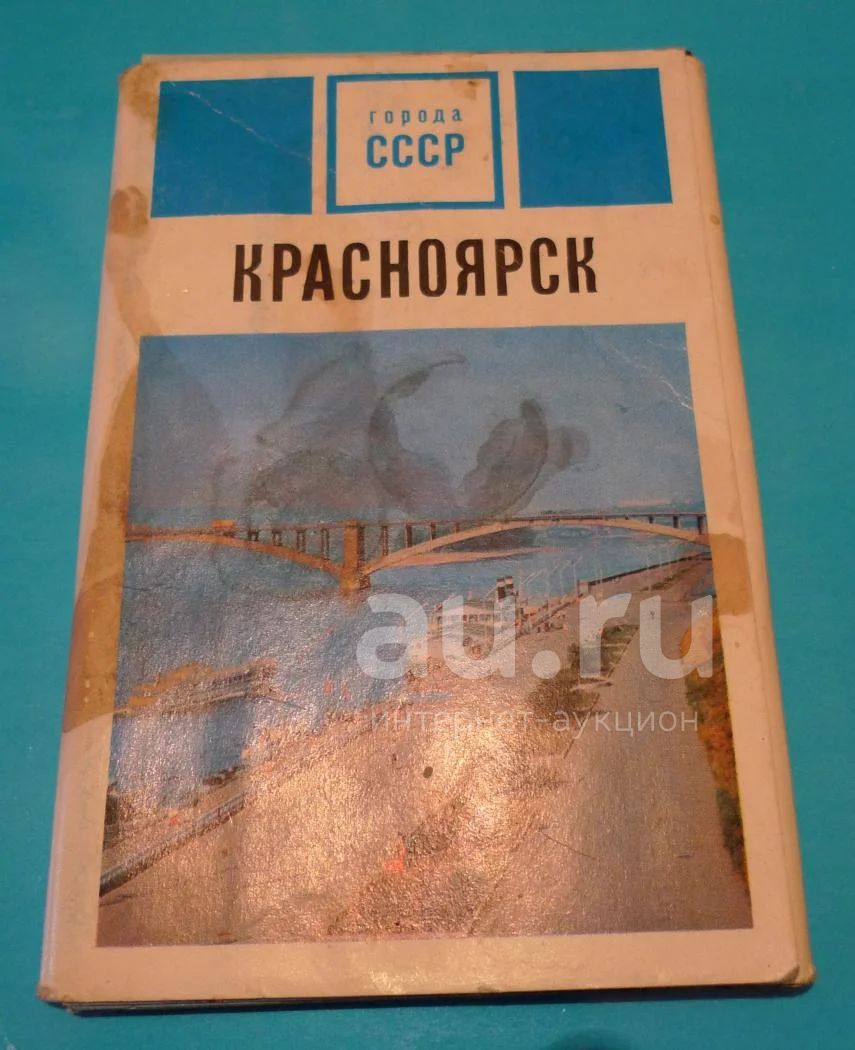 города
СССР
КРАСНОЯРСК
au.ru
интернет-аукцион